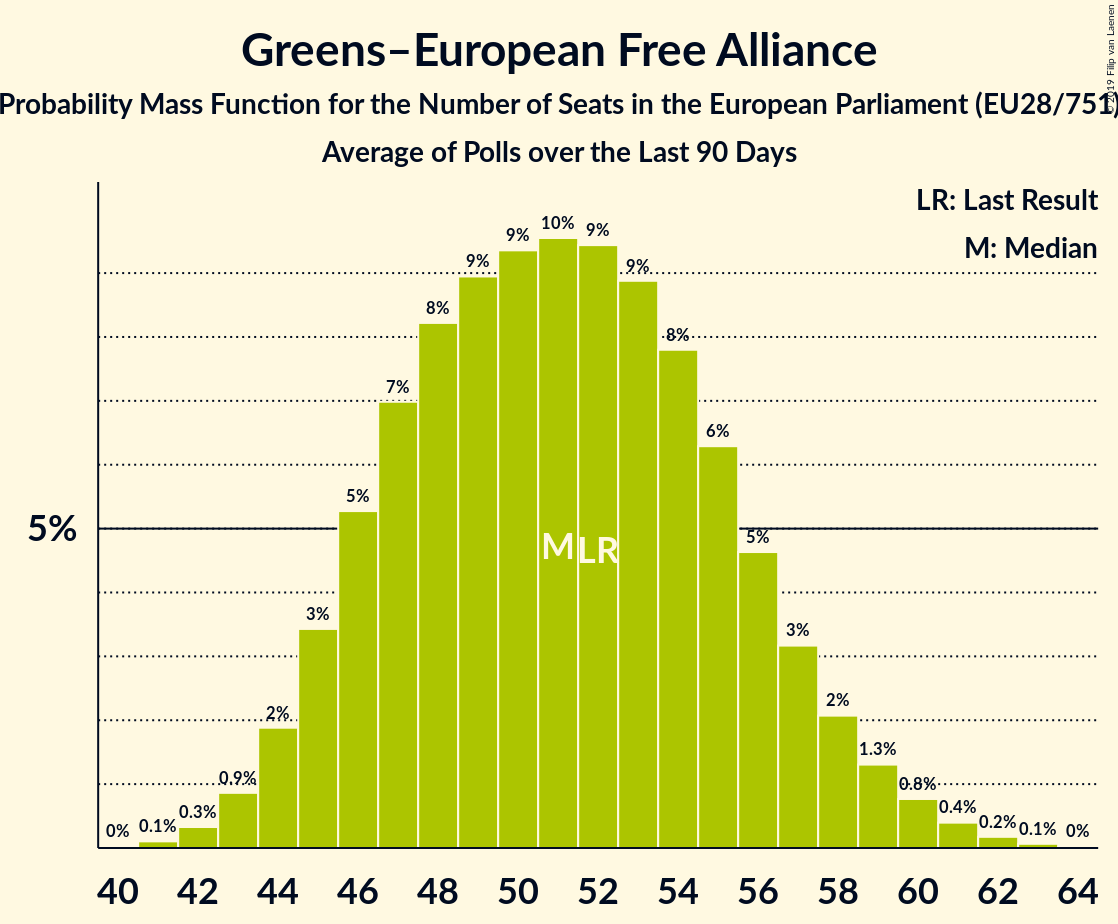 Greens–European Free Alliance
Probability Mass Function for the Number of Seats in the European Parliament (EU28/751)
Average of Polls over the Last 90 Days
© 2019 Filip van Laenen
LR: Last Result
M: Median
5%
0%
0.1%
0.3%
0.9%
2%
3%
5%
7%
8%
9%
9%
10%
9%
9%
8%
6%
5%
3%
2%
1.3%
0.8%
0.4%
0.2%
0.1%
0%
M
LR
40 42 44 46 48 50 52 54 56 58 60 62 64